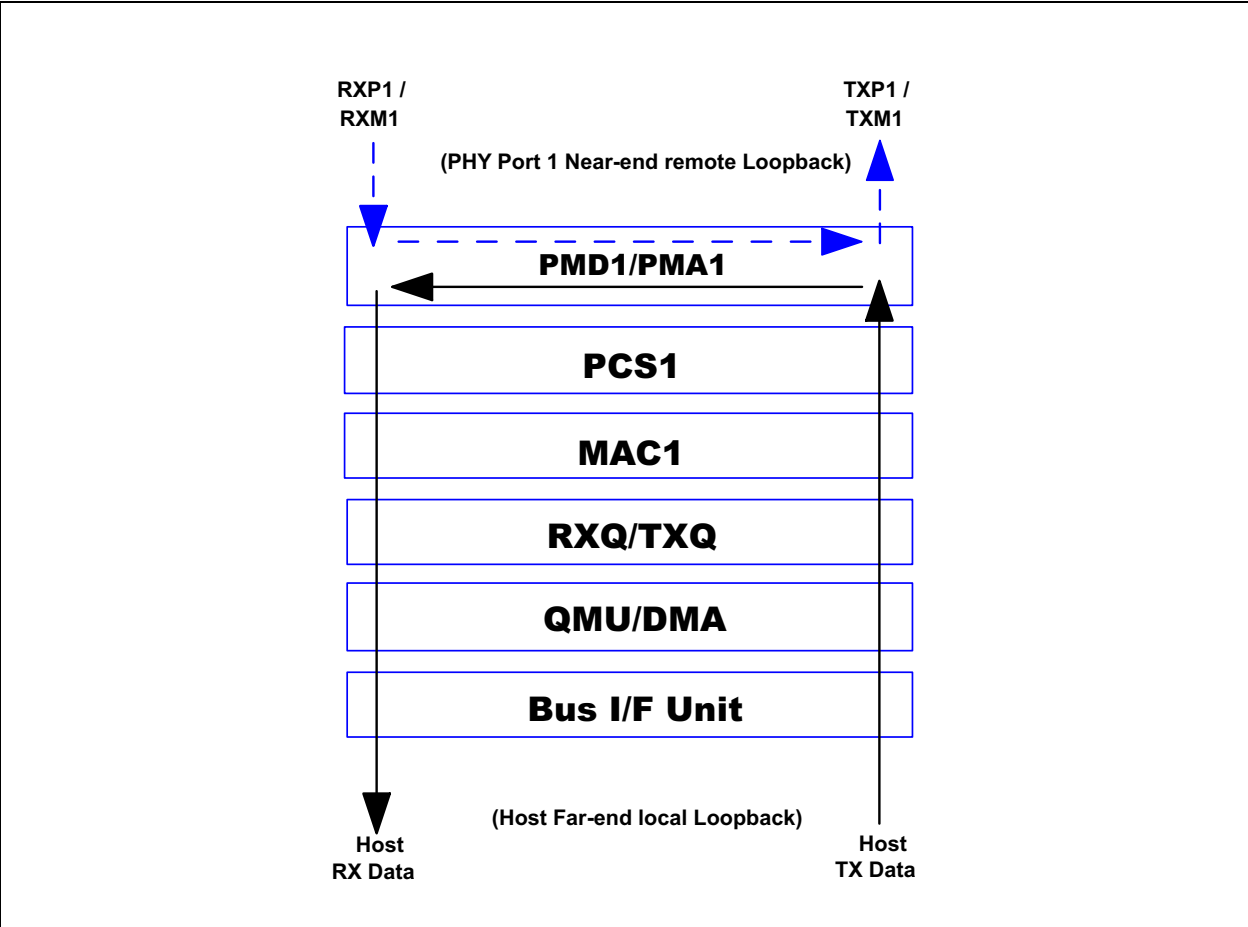 RXP1 /
RXM1
TXP1 /
TXM1
(PHY Port 1 Near-end remote Loopback)
PMD1/PMA1
PCS1
MAC1
RXQ/TXQ
QMU/DMA
Bus I/F Unit
(Host Far-end local Loopback)
Host
RX Data
Host
TX Data